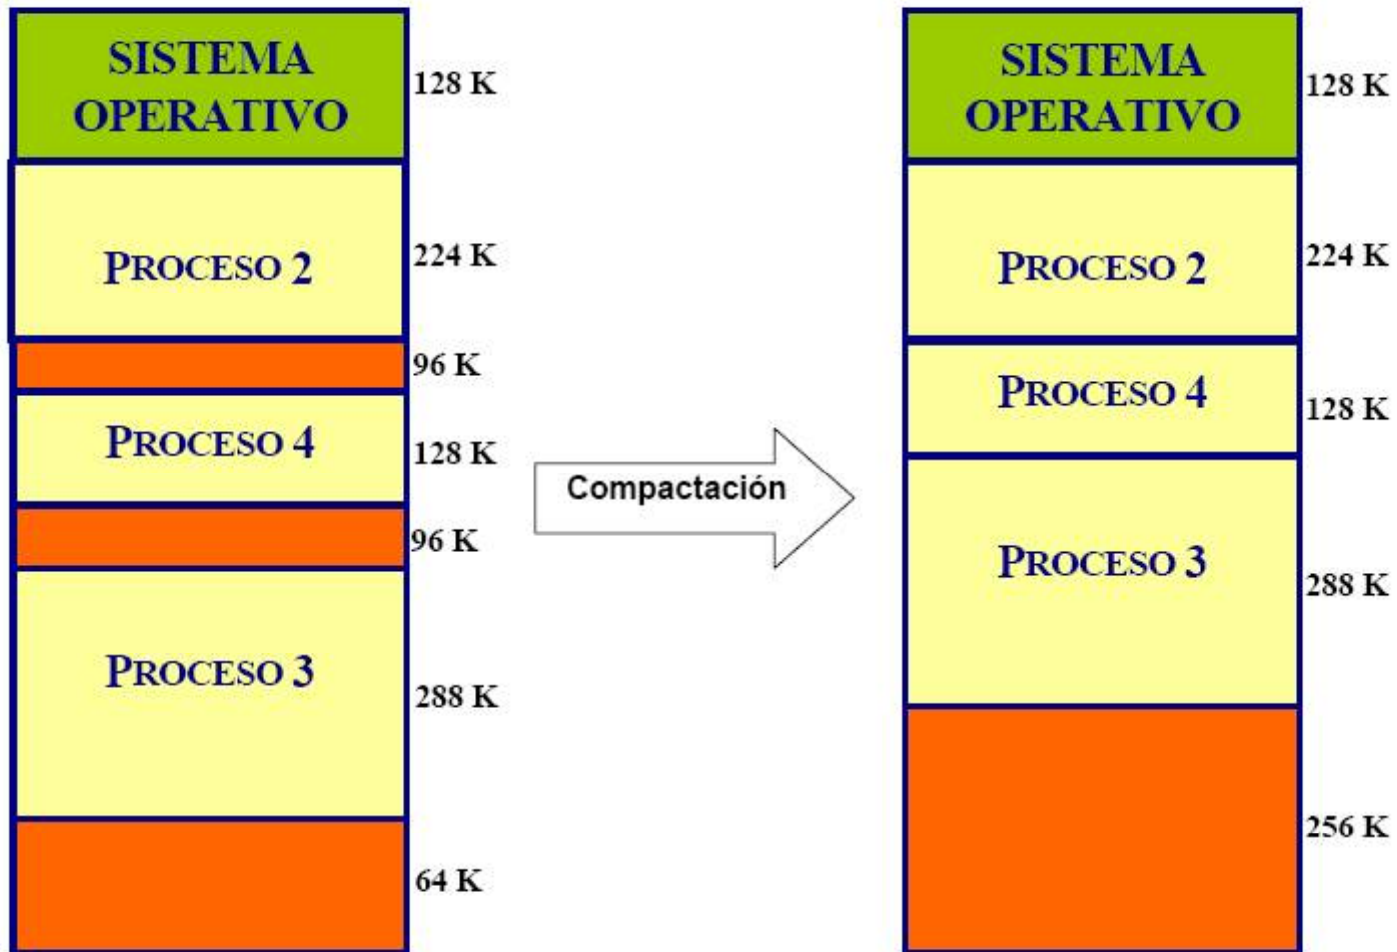 SISTEMA
OPERATIVO
128 K
PROCESO 2
224 K
96 K
PROCESO 4
128 K
96 K
PROCESO 3
288 K
64 K
Compactación
SISTEMA
OPERATIVO
128 K
PROCESO 2
224 K
PROCESO 4
128 K
PROCESO 3
288 K
256 K